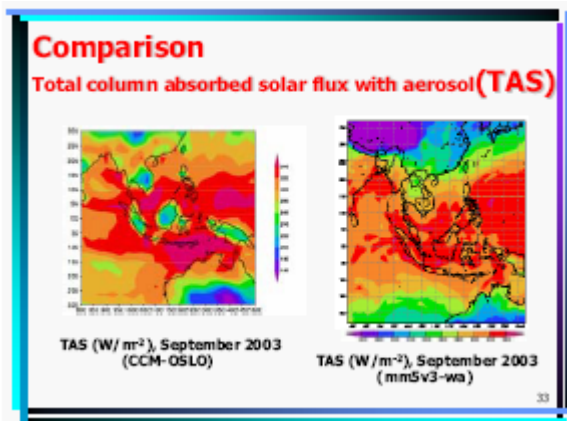 Comparison
Total column absorbed solar flux with aerosol(TAS)
TAS (W/m-2), September 2003
(CCM-OSLO)
TAS (W/m-2), September 2003
(mm5v3-wa)
33